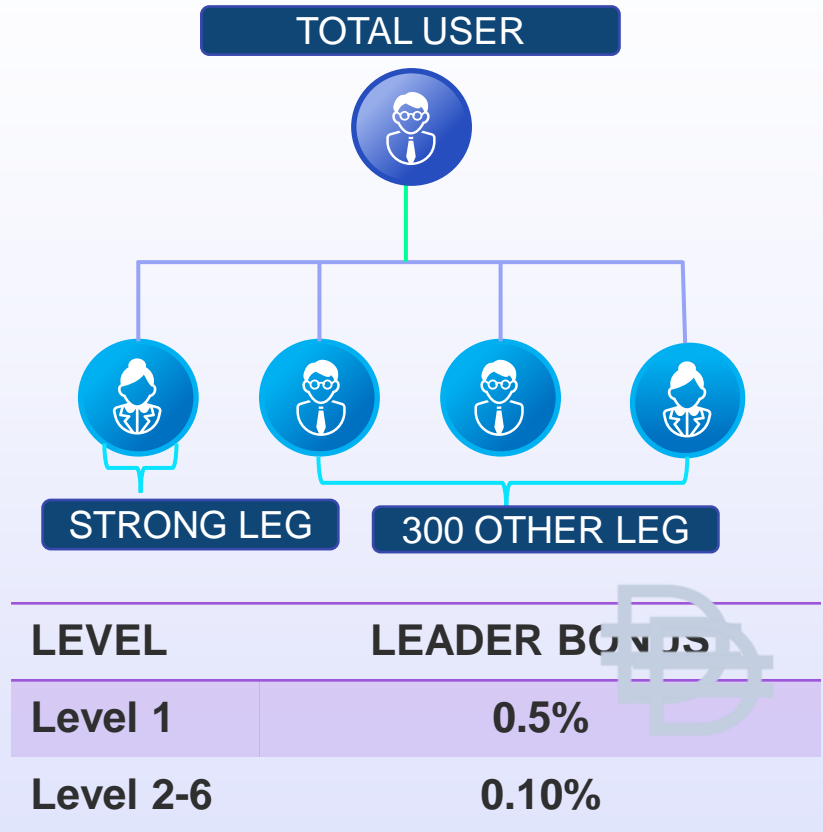 TOTAL USER
STRONG LEG
300 OTHER LEG
LEVEL LEADER BONUS
Level 1 0.5%
Level 2-6 0.10%